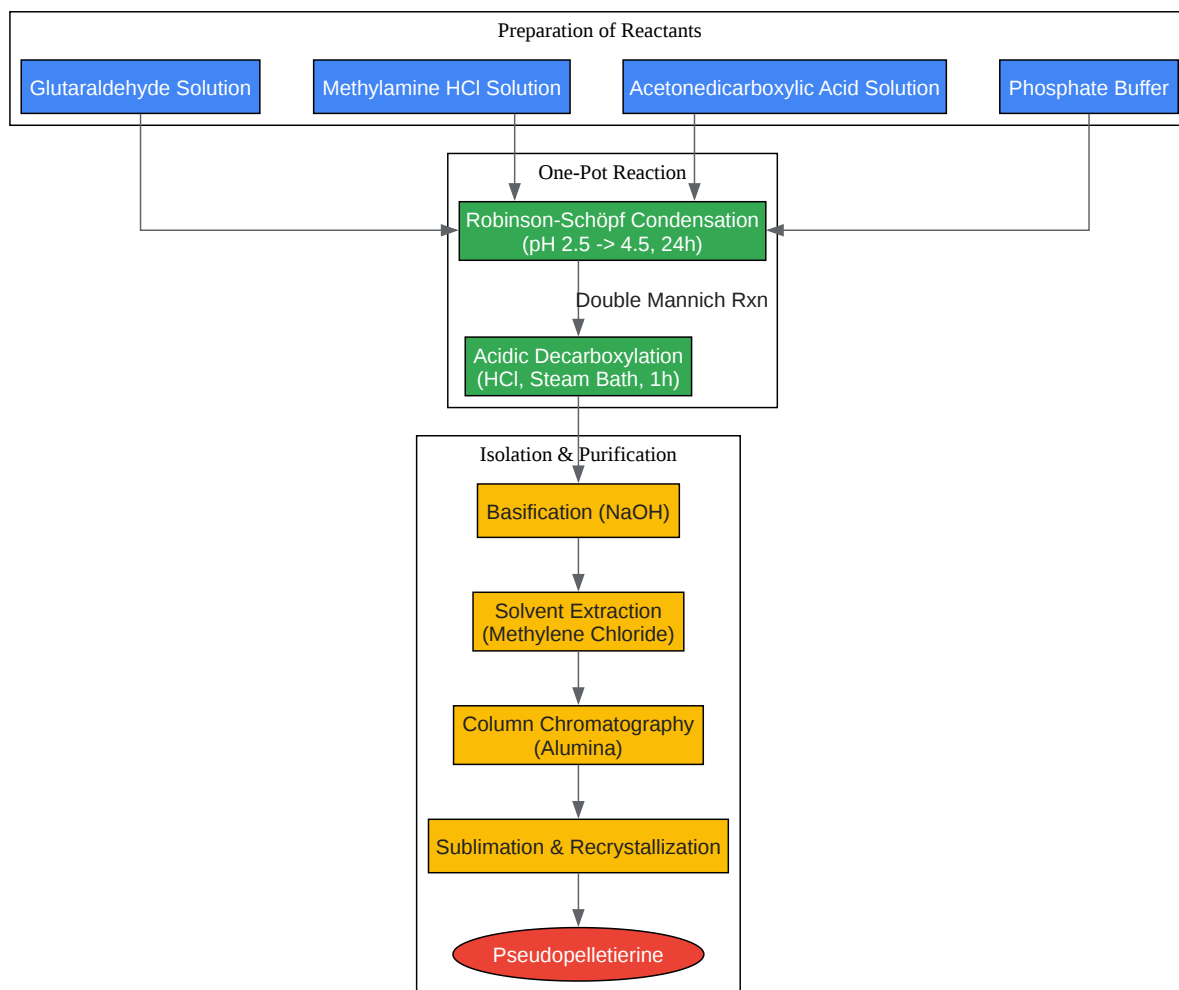 Preparation of Reactants
Glutaraldehyde Solution
Methylamine HCl Solution
Acetonedicarboxylic Acid Solution
Phosphate Buffer
One-Pot Reaction
Robinson-Schöpf Condensation
(pH 2.5 -> 4.5, 24h)
Double Mannich Rxn
Acidic Decarboxylation
(HCl, Steam Bath, 1h)
Isolation & Purification
Basification (NaOH)
Solvent Extraction
(Methylene Chloride)
Column Chromatography
(Alumina)
Sublimation & Recrystallization
Pseudopelletierine